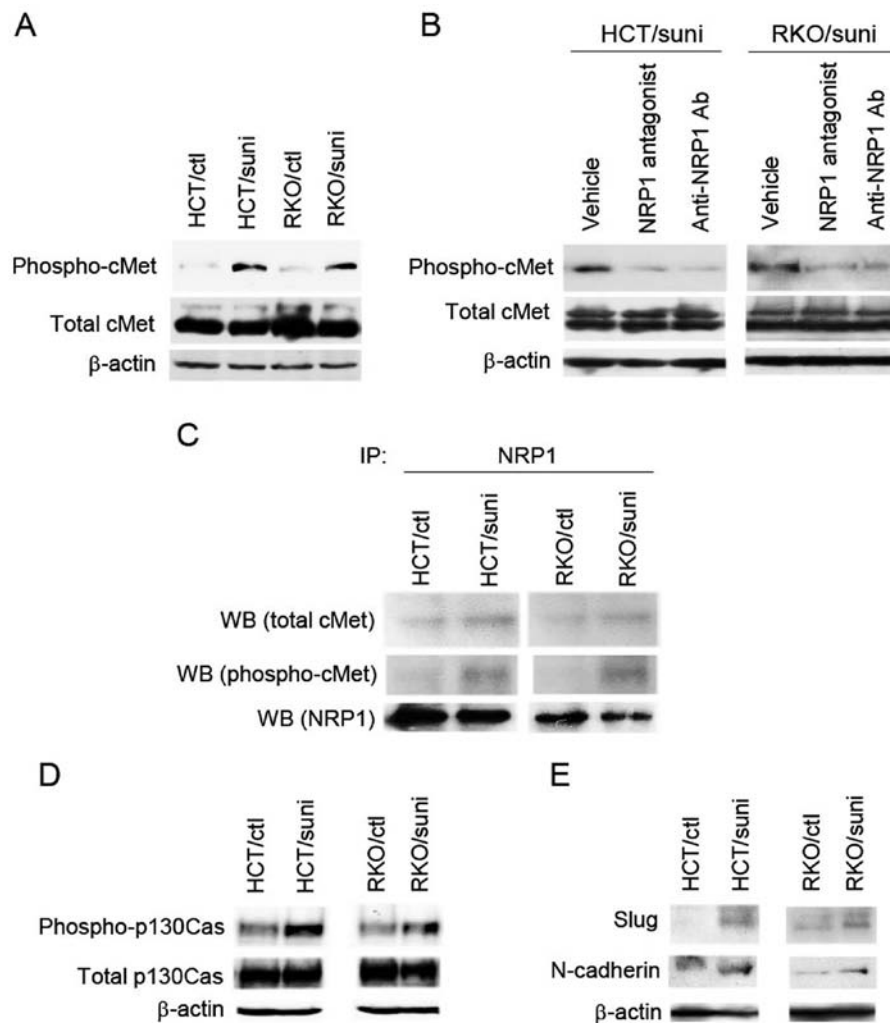 A
HCT/ctl
HCT/suni
RKO/ctl
RKO/suni
Phospho-cMet
Total cMet
β-actin
B
HCT/suni
RKO/suni
Vehicle
NRP1 antagonist
Anti-NRP1 Ab
Vehicle
NRP1 antagonist
Anti-NRP1 Ab
Phospho-cMet
Total cMet
β-actin
C
IP: NRP1
HCT/ctl
HCT/suni
RKO/ctl
RKO/suni
WB (total cMet)
WB (phospho-cMet)
WB (NRP1)
D
HCT/ctl
HCT/suni
RKO/ctl
RKO/suni
Phospho-p130Cas
Total p130Cas
β-actin
E
HCT/ctl
HCT/suni
RKO/ctl
RKO/suni
Slug
N-cadherin
β-actin